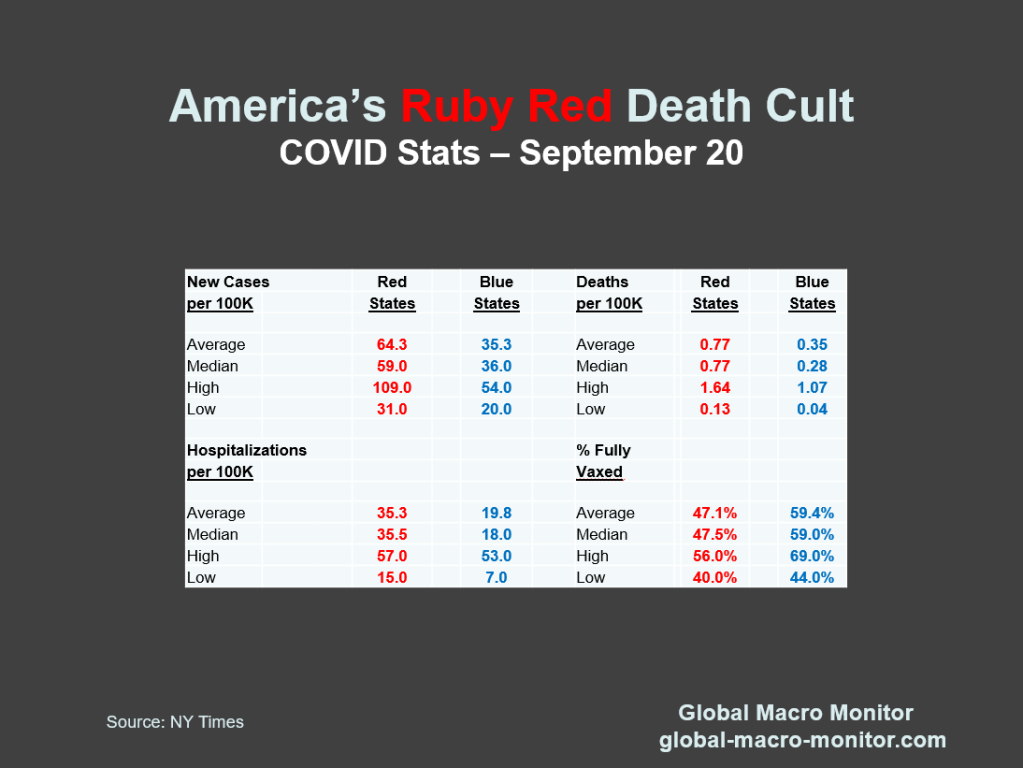 America's Ruby Red Death Cult
COVID Stats – September 20
New Cases Red Blue Deaths Red Blue
per 100K States States per 100K States States
Average 64.3 35.3 Average 0.77 0.35
Median 59.0 36.0 Median 0.77 0.28
High 109.0 54.0 High 1.64 1.07
Low 31.0 20.0 Low 0.13 0.04
Hospitalizations % Fully
per 100K Vaxed
Average 35.3 19.8 Average 47.1% 59.4%
Median 35.5 18.0 Median 47.5% 59.0%
High 57.0 53.0 High 56.0% 69.0%
Low 15.0 7.0 Low 40.0% 44.0%
Source: NY Times
Global Macro Monitor
global-macro-monitor.com